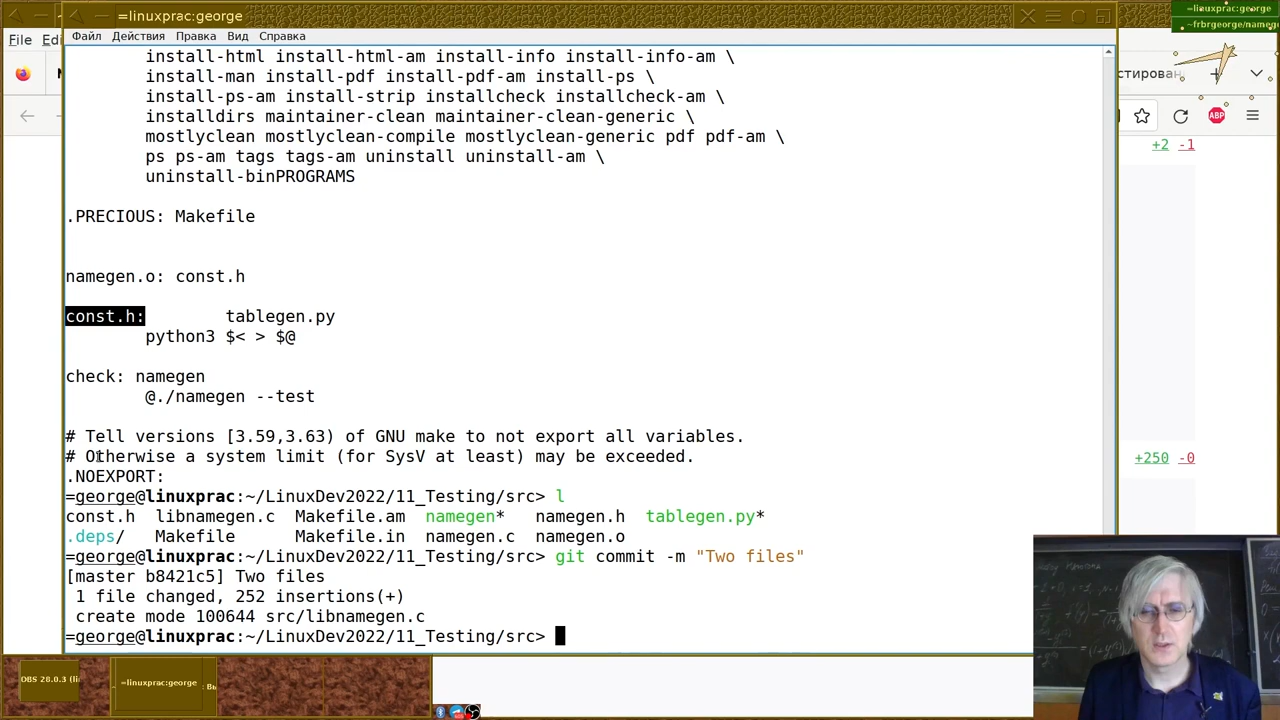 =linuxprac:george
=linuxprac:george
~frbrgeorge/nameg
File Edi
Файл Действия Правка Вид Справка
install-html install-html-am install-info install-info-am \
install-man install-pdf install-pdf-am install-ps \
install-ps-am install-strip installcheck installcheck-am \
installdirs maintainer-clean maintainer-clean-generic \
mostlyclean mostlyclean-compile mostlyclean-generic pdf pdf-am \
ps ps-am tags tags-am uninstall uninstall-am \
uninstall-binPROGRAMS
.PRECIOUS: Makefile
namegen.o: const.h
const.h: tablegen.py
python3 $< > $@
check: namegen
@./namegen --test
# Tell versions [3.59,3.63) of GNU make to not export all variables.
# Otherwise a system limit (for SysV at least) may be exceeded.
.NOEXPORT:
=george@linuxprac:~/LinuxDev2022/11_Testing/src> l
const.h libnamegen.c Makefile.am namegen* namegen.h tablegen.py*
.deps/ Makefile Makefile.in namegen.c namegen.o
=george@linuxprac:~/LinuxDev2022/11_Testing/src> git commit -m "Two files"
[master b8421c5] Two files
1 file changed, 252 insertions(+)
create mode 100644 src/libnamegen.c
=george@linuxprac:~/LinuxDev2022/11_Testing/src>
стирован
ABP
+2 -1
+250 -0
OBS 28.0.3 (li
=linuxprac:george